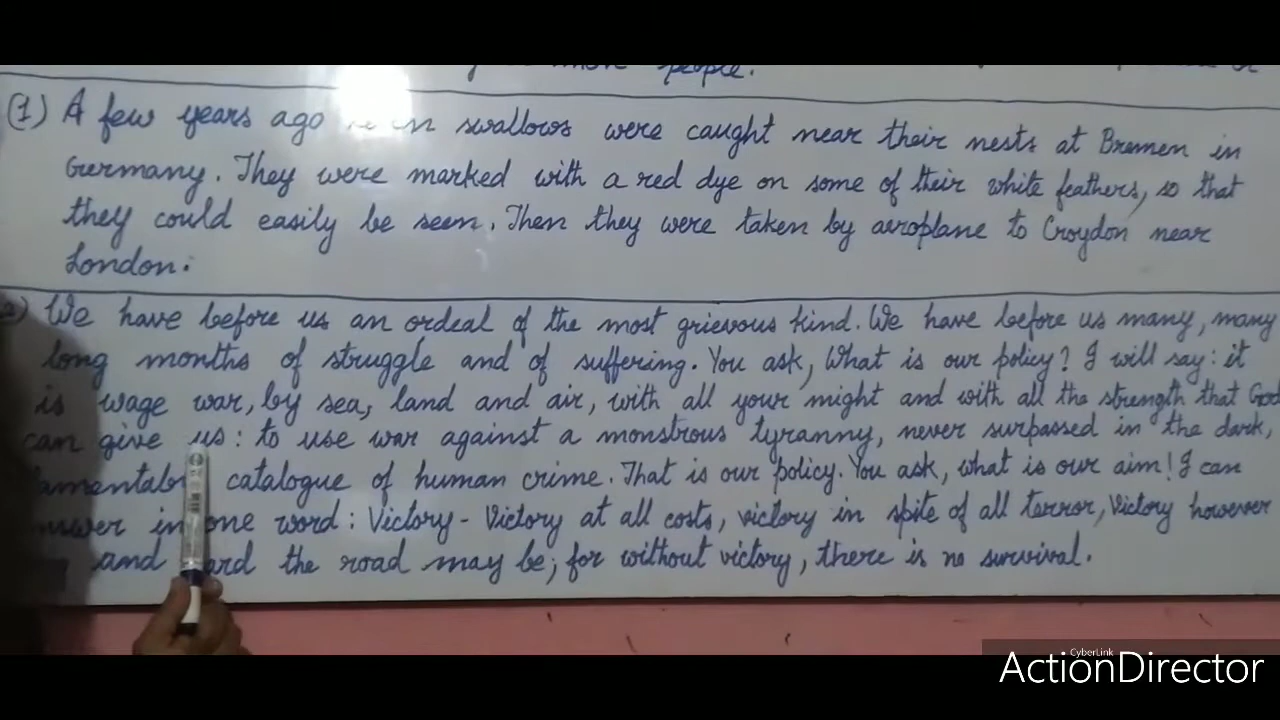 people.
(1) A few years ago swallows were caught near their nests at Bremen in
Germany. They were marked with a red dye on some of their white feathers, so that
they could easily be seen. Then they were taken by aeroplane to Croydon near
London.
We have before us an ordeal of the most grievous kind. We have before us many, many
long months of struggle and of suffering. You ask, What is our policy? I will say: it
is wage war, by sea, land and air, with all your might and with all the strength that God
can give us: to use war against a monstrous tyranny, never surpassed in the dark,
catalogue of human crime. That is our policy. You ask, what is our aim! I can
in one word: Victory - Victory at all costs, victory in spite of all terror, Victory however
and the road may be; for without victory, there is no survival.
CyberLink
ActionDirector